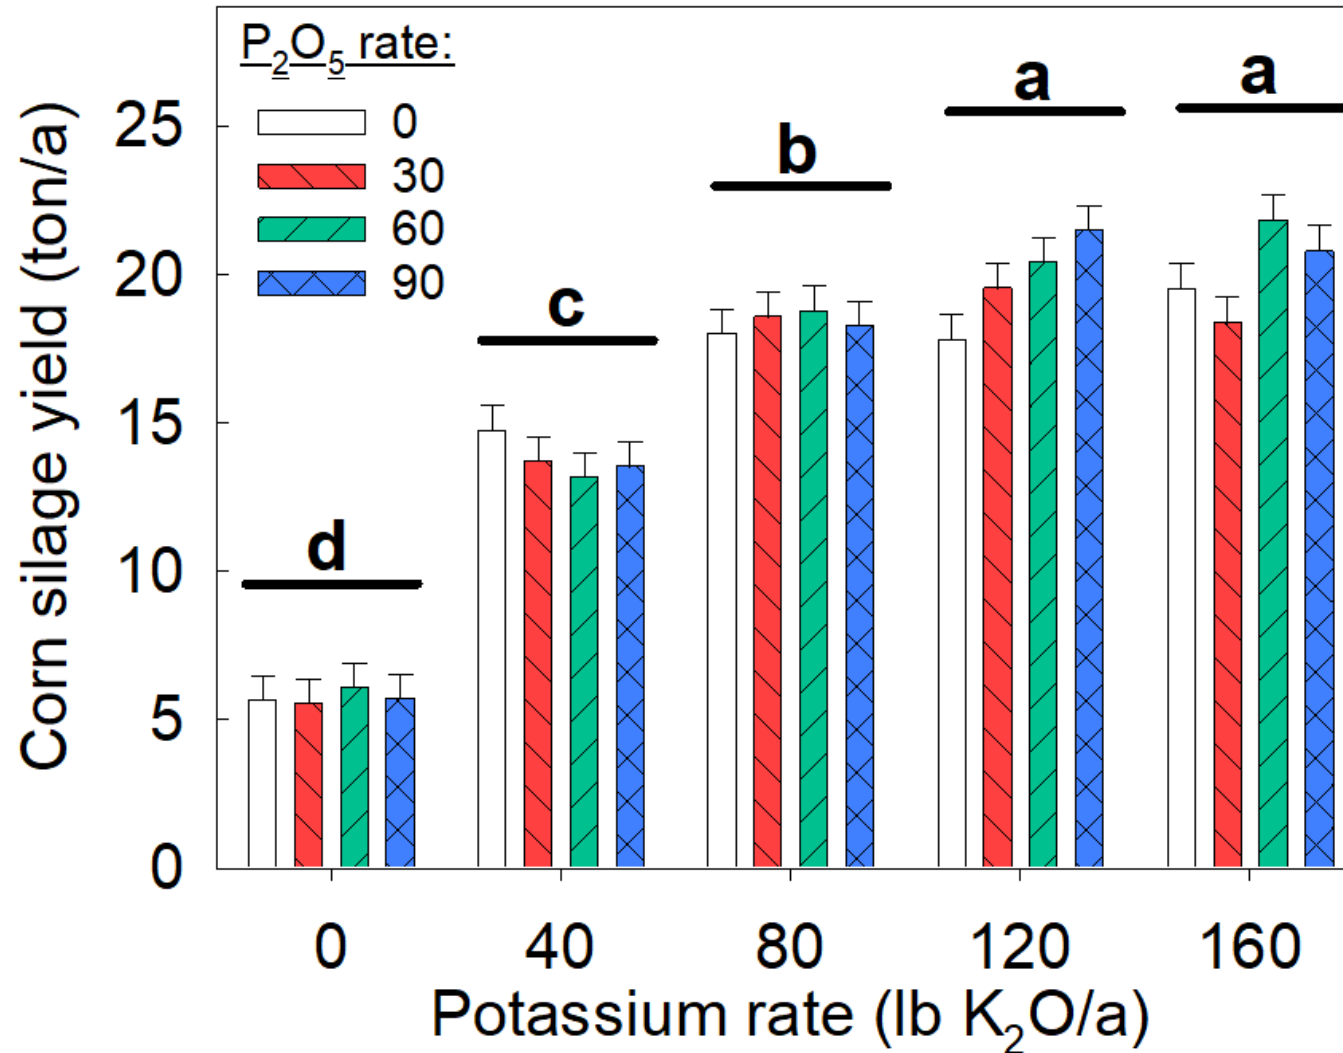 P₂O₅ rate:
0
30
60
90
a
a
b
c
d
25
20
15
10
5
0
Corn silage yield (ton/a)
0 40 80 120 160
Potassium rate (lb K₂O/a)